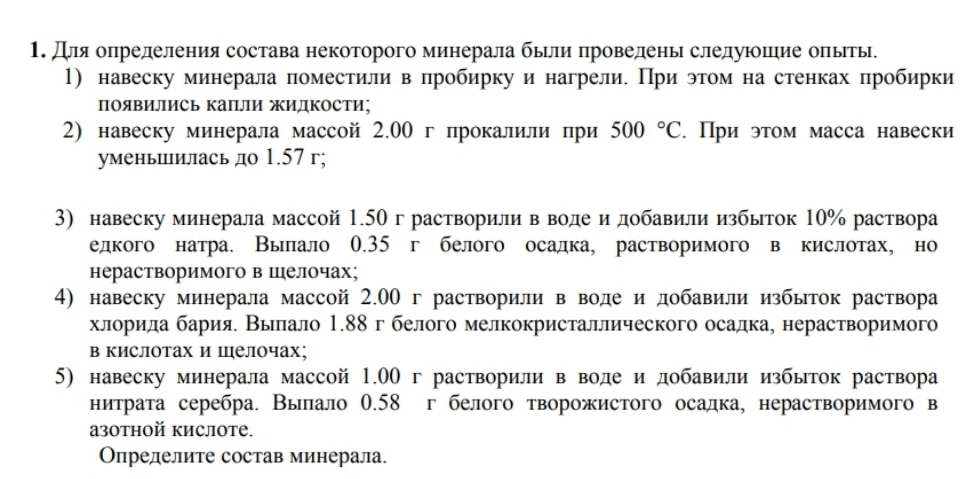 1. Для определения состава некоторого минерала были проведены следующие опыты.
1) навеску минерала поместили в пробирку и нагрели. При этом на стенках пробирки
появились капли жидкости;
2) навеску минерала массой 2.00 г прокалили при 500 °C. При этом масса навески
уменьшилась до 1.57 г;
3) навеску минерала массой 1.50 г растворили в воде и добавили избыток 10% раствора
едкого натра. Выпало 0.35 г белого осадка, растворимого в кислотах, но
нерастворимого в щелочах;
4) навеску минерала массой 2.00 г растворили в воде и добавили избыток раствора
хлорида бария. Выпало 1.88 г белого мелкокристаллического осадка, нерастворимого
в кислотах и щелочах;
5) навеску минерала массой 1.00 г растворили в воде и добавили избыток раствора
нитрата серебра. Выпало 0.58 г белого творожистого осадка, нерастворимого в
азотной кислоте.
Определите состав минерала.